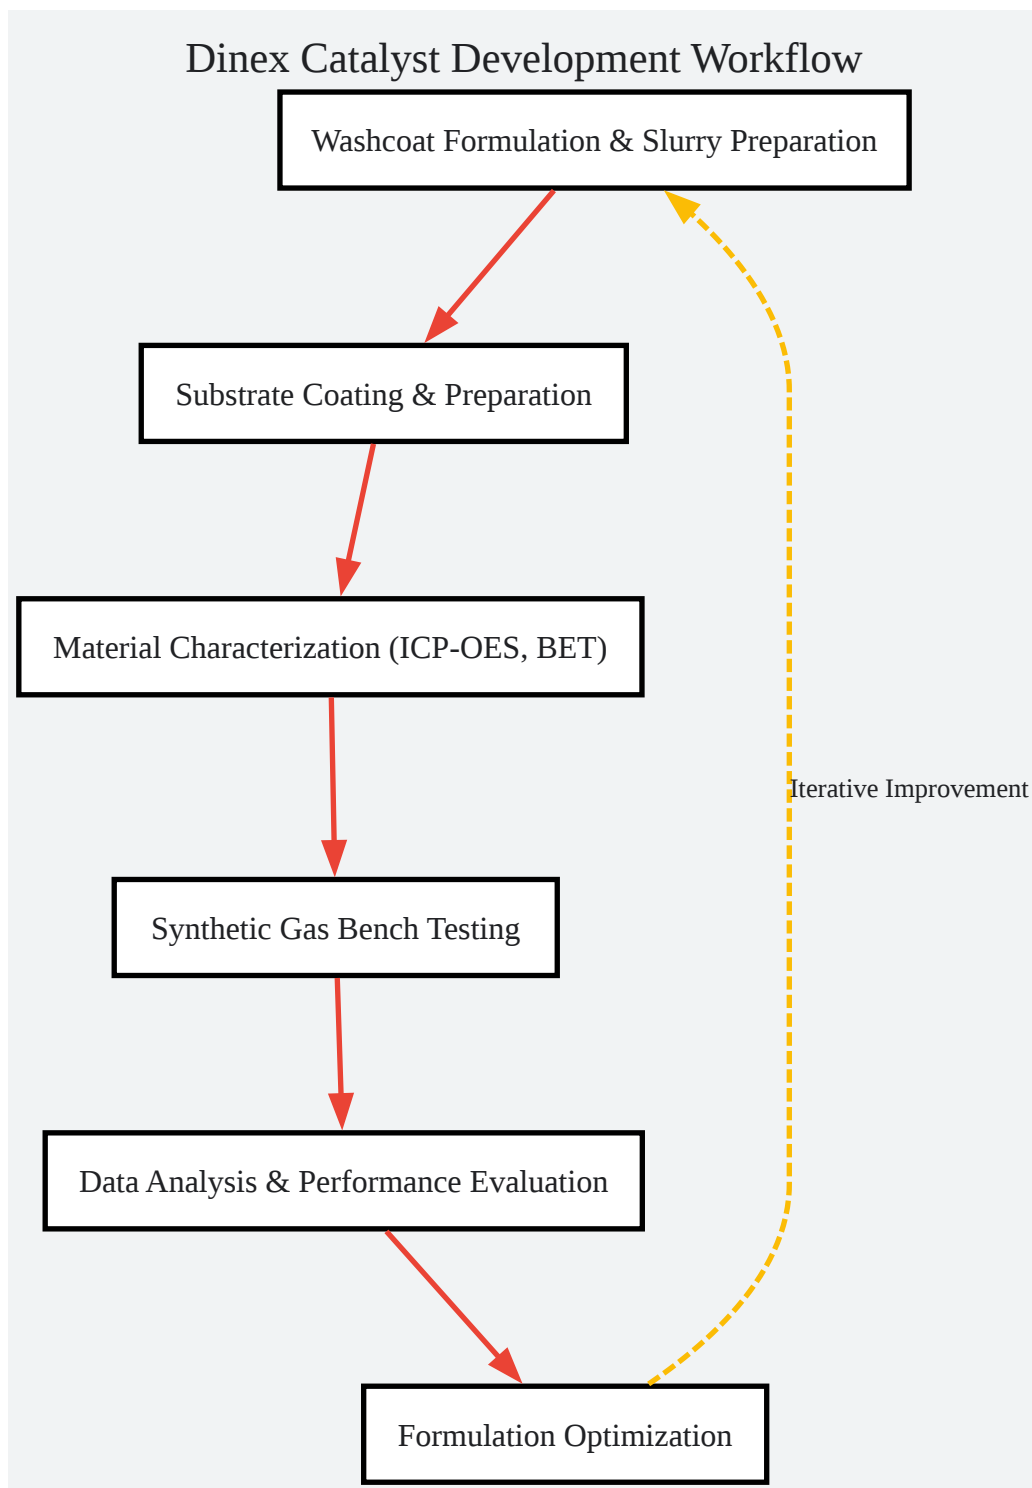 Dinex Catalyst Development Workflow
Washcoat Formulation & Slurry Preparation
Substrate Coating & Preparation
Material Characterization (ICP-OES, BET)
Iterative Improvement
Synthetic Gas Bench Testing
Data Analysis & Performance Evaluation
Formulation Optimization